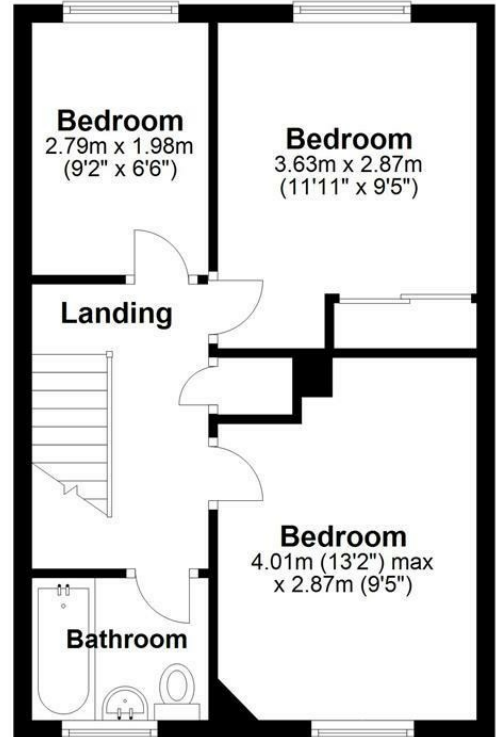 Bedroom
2.79m x 1.98m
(9'2" x 6'6")
Bedroom
3.63m x 2.87m
(11'11" x 9'5")
Landing
Bedroom
4.01m (13'2") max
x 2.87m (9'5")
Bathroom